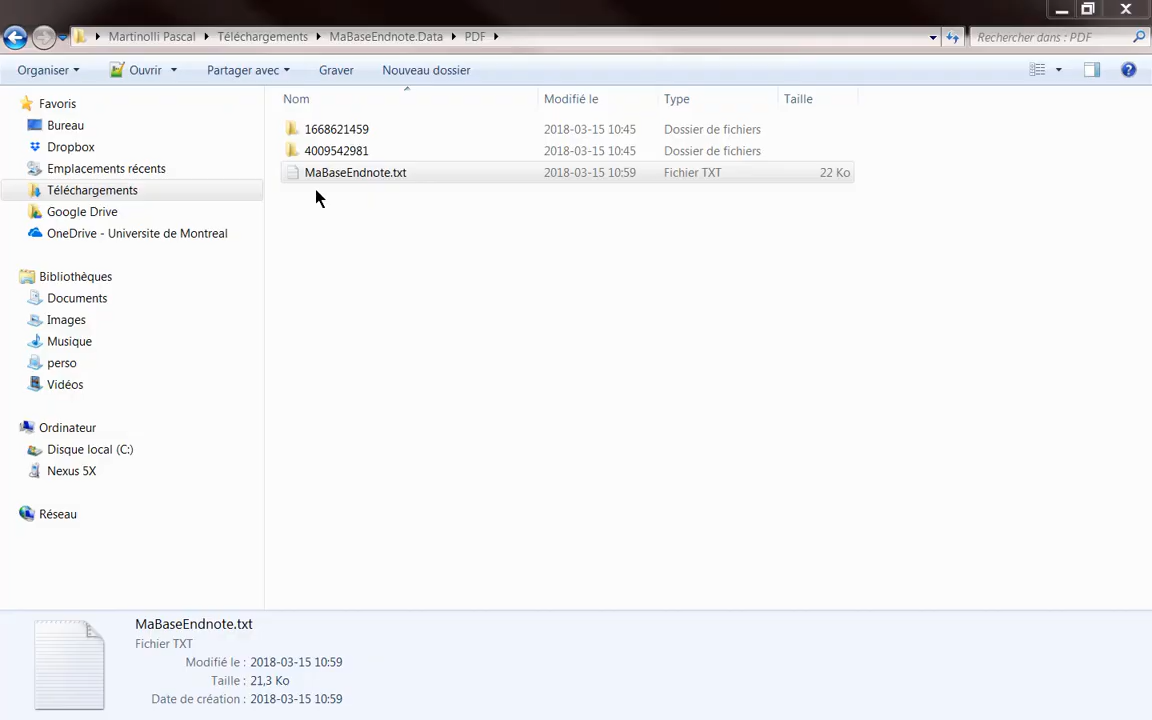 Martinolli Pascal Téléchargements MaBaseEndnote.Data PDF Rechercher dans : PDF
Organiser Ouvrir Partager avec Graver Nouveau dossier
Favoris
Bureau
Dropbox
Emplacements récents
Téléchargements
Google Drive
OneDrive - Universite de Montreal
Bibliothèques
Documents
Images
Musique
perso
Vidéos
Ordinateur
Disque local (C:)
Nexus 5X
Réseau
Nom Modifié le Type Taille
1668621459 2018-03-15 10:45 Dossier de fichiers
4009542981 2018-03-15 10:45 Dossier de fichiers
MaBaseEndnote.txt 2018-03-15 10:59 Fichier TXT 22 Ko
MaBaseEndnote.txt
Fichier TXT
Modifié le : 2018-03-15 10:59
Taille : 21,3 Ko
Date de création : 2018-03-15 10:59